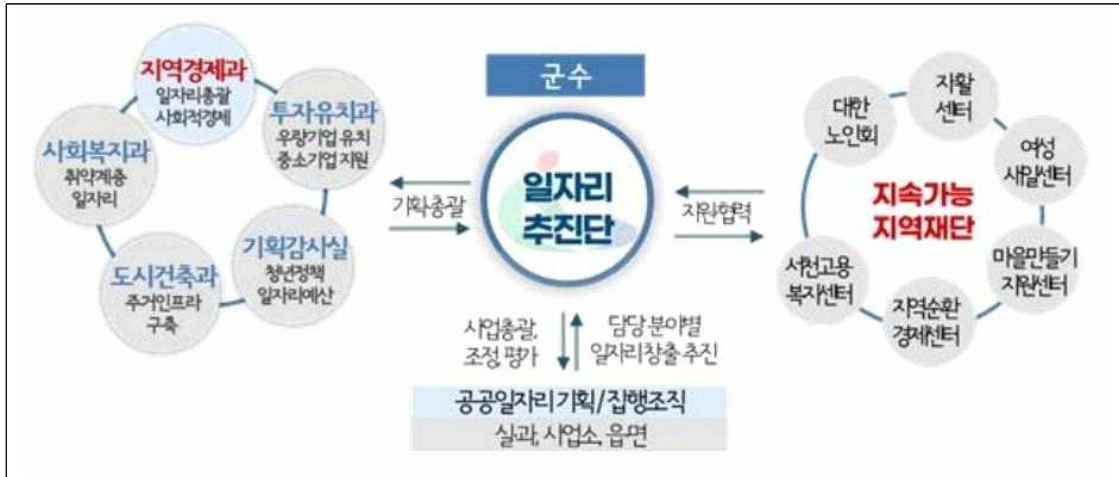 군수
일자리
추진단
지역경제과
일자리총괄
사회적경제
투자유치과
우량기업 유치
중소기업 지원
사회복지과
취약계층
일자리
기획감사실
청년정책
일자리예산
도시건축과
주거인프라
구축
기획총괄
지원협력
대한
노인회
자활
센터
여성
새일센터
지속가능
지역재단
마을만들기
지원센터
지역순환
경제센터
서천고용
복지센터
사업총괄,
조정, 평가
담당 분야별
일자리 창출 추진
공공일자리 기획 / 집행조직
실·과, 사업소, 읍·면